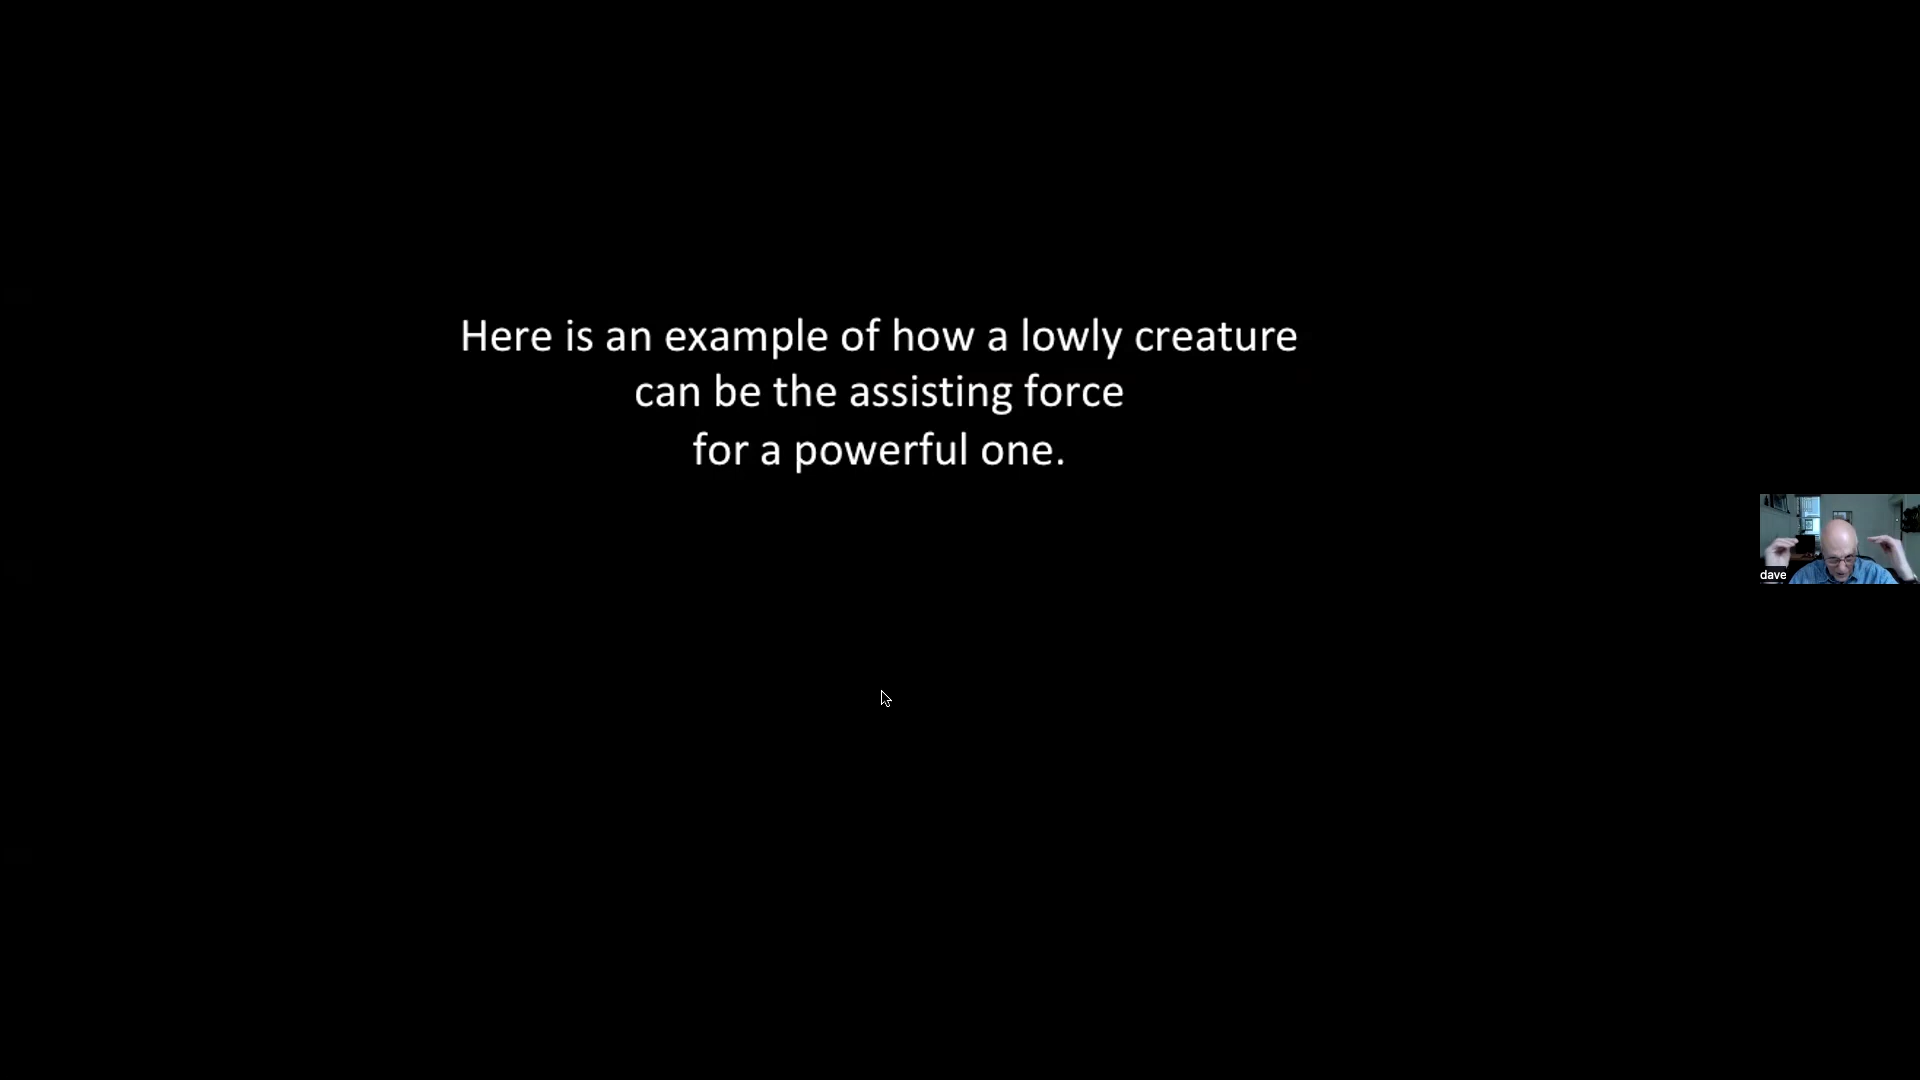 Here is an example of how a lowly creature
can be the assisting force
for a powerful one.
dave